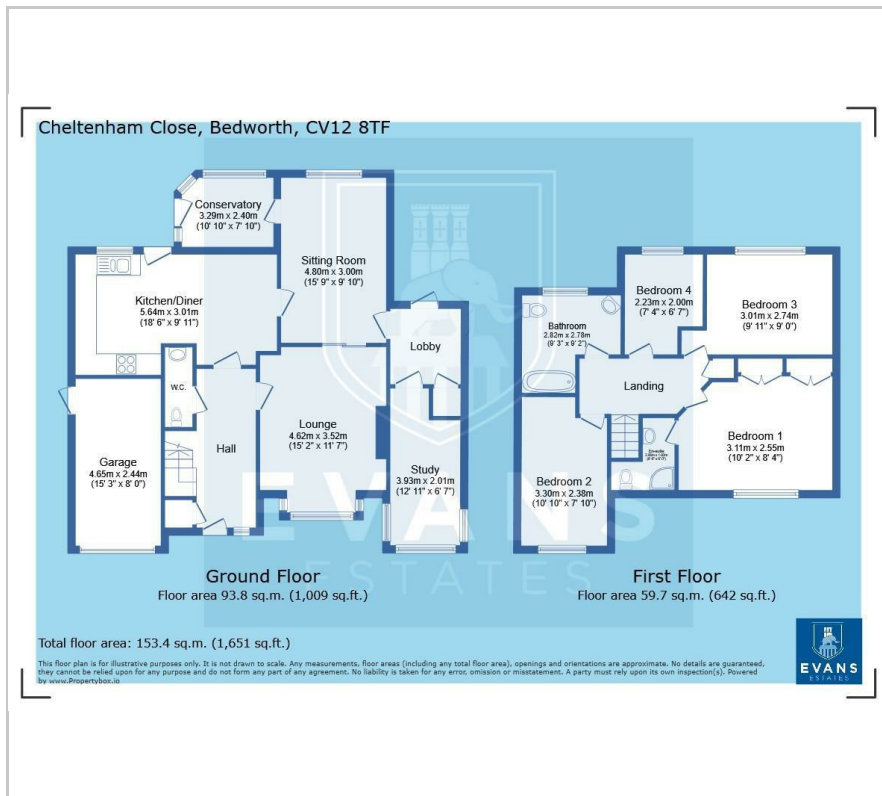 Cheltenham Close, Bedworth, CV12 8TF
Conservatory
3.29m x 2.40m
(10' 10" x 7' 10")
Sitting Room
4.80m x 3.00m
(15' 9" x 9' 10")
Kitchen/Diner
5.64m x 3.01m
(18' 6" x 9' 11")
Lobby
W.C.
Garage
4.65m x 2.44m
(15' 3" x 8' 0")
Hall
Lounge
4.62m x 3.52m
(15' 2" x 11' 7")
Study
3.93m x 2.01m
(12' 11" x 6' 7")
Bedroom 4
2.23m x 2.00m
(7' 4" x 6' 7")
Bedroom 3
3.01m x 2.74m
(9' 11" x 9' 0")
Bathroom
2.82m x 2.78m
(9' 3" x 9' 2")
Landing
Bedroom 1
3.11m x 2.55m
(10' 2" x 8' 4")
Bedroom 2
3.30m x 2.38m
(10' 10" x 7' 10")
Ensuite
EVANS
ESTATES
Ground Floor
Floor area 93.8 sq.m. (1,009 sq.ft.)
First Floor
Floor area 59.7 sq.m. (642 sq.ft.)
Total floor area: 153.4 sq.m. (1,651 sq.ft.)
This floor plan is for illustrative purposes only. It is not drawn to scale. Any measurements, floor areas (including any total floor area), openings and orientations are approximate. No details are guaranteed,
they cannot be relied upon for any purpose and do not form any part of any agreement. No liability is taken for any error, omission or misstatement. A party must rely upon its own inspection(s). Powered
by www.Propertybox.io
EVANS
ESTATES